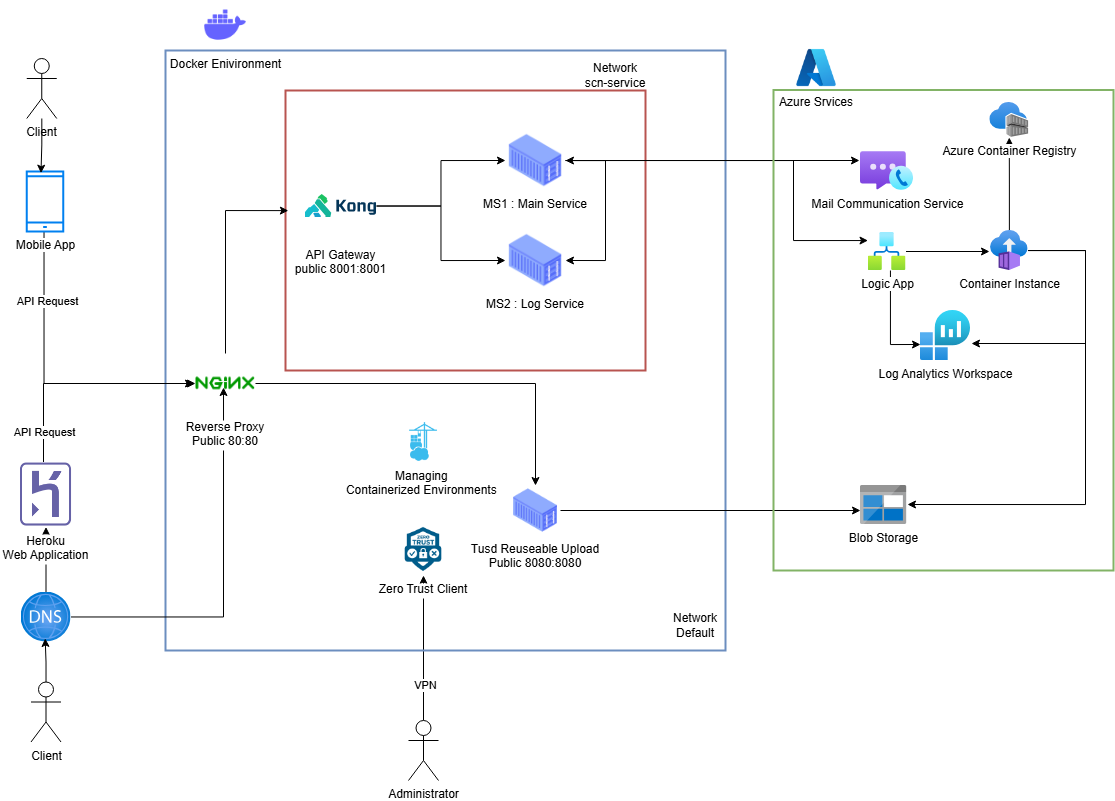 Docker Enivironment
Network
scn-service
Azure Srvices
Client
Azure Container Registry
MS1 : Main Service
Mail Communication Service
Kong
Mobile App
API Gateway
public 8001:8001
Logic App
Container Instance
API Request
MS2 : Log Service
Log Analytics Workspace
NGINX
Reverse Proxy
Public 80:80
API Request
Managing
Containerized Environments
Heroku
Web Application
ZERO
TRUST
Blob Storage
Tusd Reuseable Upload
Public 8080:8080
Zero Trust Client
DNS
Network
Default
VPN
Client
Administrator